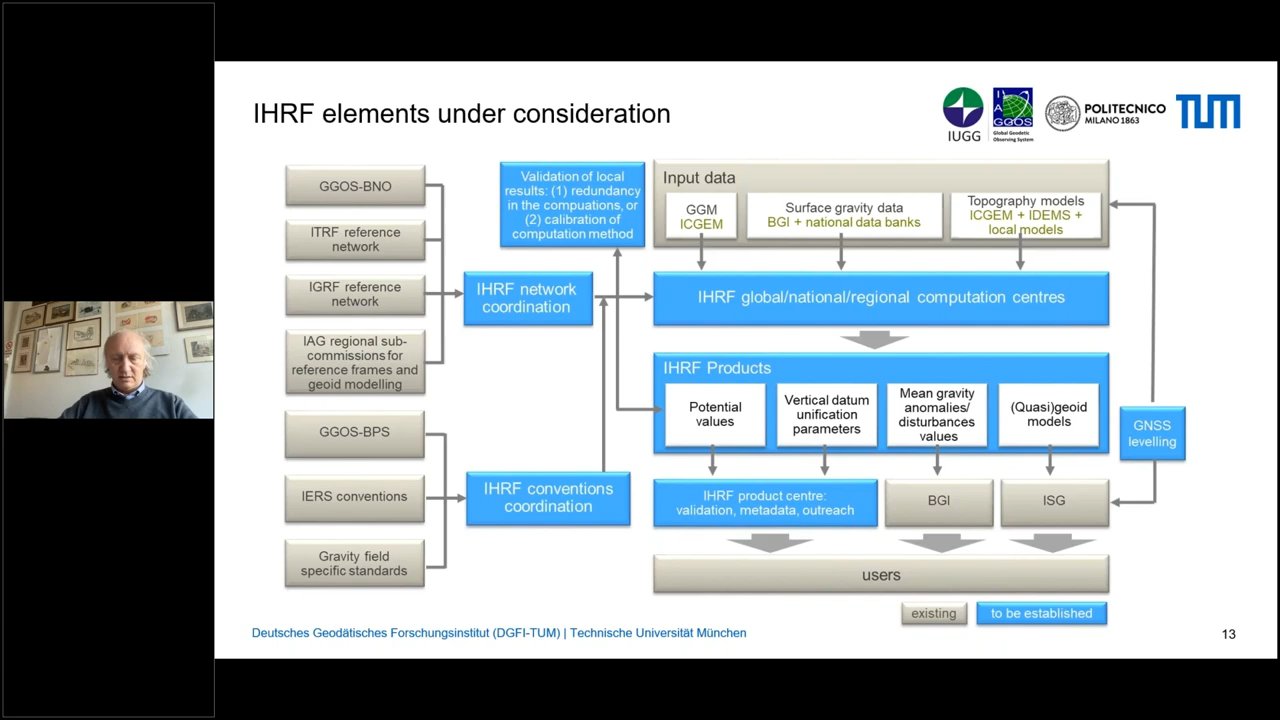 IHRF elements under consideration
IUGG
IAG
GGOS
Global Geodetic
Observing System
POLITECNICO
MILANO 1863
TUM
GGOS-BNO
ITRF reference
network
IGRF reference
network
IAG regional sub-
commissions for
reference frames and
geoid modelling
GGOS-BPS
IERS conventions
Gravity field
specific standards
Validation of local
results: (1) redundancy
in the compuations, or
(2) calibration of
computation method
IHRF network
coordination
IHRF conventions
coordination
Input data
GGM
ICGEM
Surface gravity data
BGI + national data banks
Topography models
ICGEM + IDEMS +
local models
IHRF global/national/regional computation centres
IHRF Products
Potential
values
Vertical datum
unification
parameters
Mean gravity
anomalies/
disturbances
values
(Quasi)geoid
models
GNSS
levelling
IHRF product centre:
validation, metadata, outreach
BGI
ISG
users
existing
to be established
Deutsches Geodätisches Forschungsinstitut (DGFI-TUM) | Technische Universität München
13